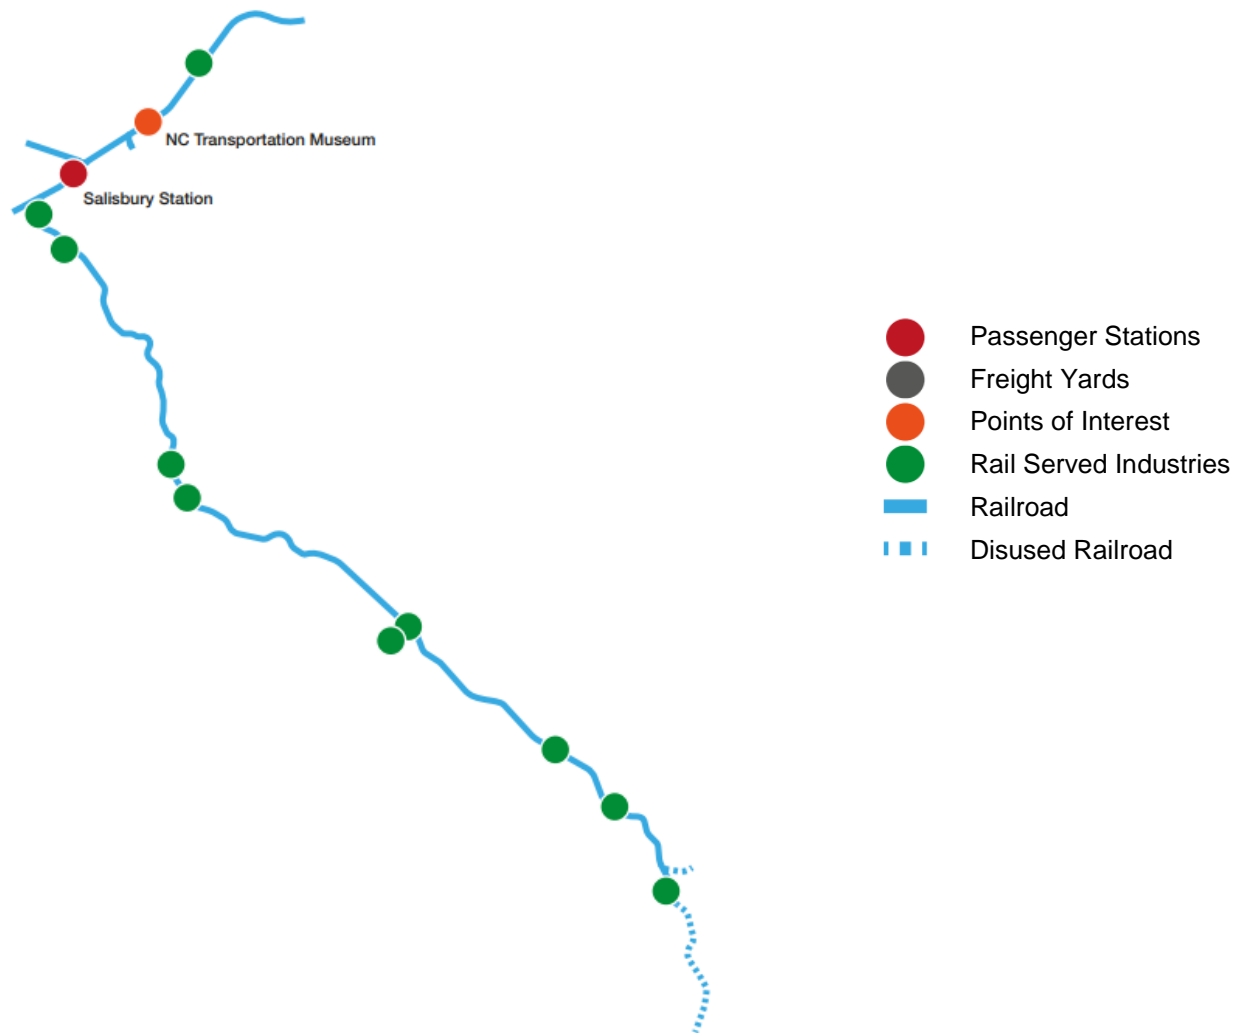 NC Transportation Museum
Salisbury Station
Passenger Stations
Freight Yards
Points of Interest
Rail Served Industries
Railroad
Disused Railroad